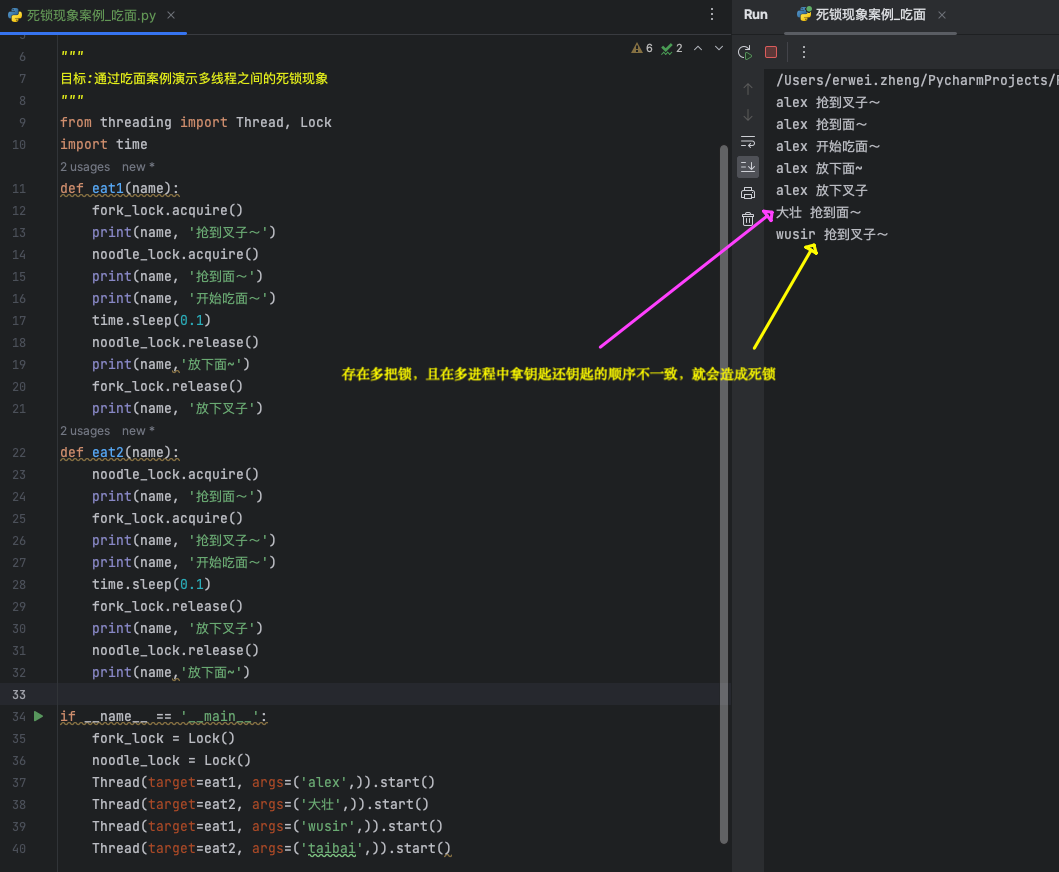 死锁现象案例_吃面.py
6 2
5
6 """
7 目标:通过吃面案例演示多线程之间的死锁现象
8 """
9 from threading import Thread, Lock
10 import time
2 usages new *
11 def eat1(name):
12 fork_lock.acquire()
13 print(name, '抢到叉子～')
14 noodle_lock.acquire()
15 print(name, '抢到面～')
16 print(name, '开始吃面～')
17 time.sleep(0.1)
18 noodle_lock.release()
19 print(name,'放下面~')
20 fork_lock.release()
21 print(name, '放下叉子')
2 usages new *
22 def eat2(name):
23 noodle_lock.acquire()
24 print(name, '抢到面～')
25 fork_lock.acquire()
26 print(name, '抢到叉子～')
27 print(name, '开始吃面～')
28 time.sleep(0.1)
29 fork_lock.release()
30 print(name, '放下叉子')
31 noodle_lock.release()
32 print(name,'放下面~')
33
34 if __name__ == '__main__':
35 fork_lock = Lock()
36 noodle_lock = Lock()
37 Thread(target=eat1, args=('alex',)).start()
38 Thread(target=eat2, args=('大壮',)).start()
39 Thread(target=eat1, args=('wusir',)).start()
40 Thread(target=eat2, args=('taibai',)).start()
存在多把锁，且在多进程中拿钥匙还钥匙的顺序不一致，就会造成死锁
Run 死锁现象案例_吃面
/Users/erwei.zheng/PycharmProjects/
alex 抢到叉子～
alex 抢到面～
alex 开始吃面～
alex 放下面~
alex 放下叉子
大壮 抢到面～
wusir 抢到叉子～